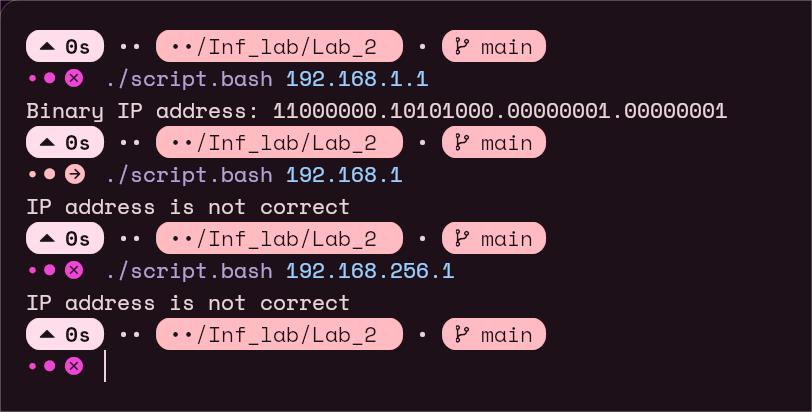 0s ·· ··/Inf_lab/Lab_2 · main
./script.bash 192.168.1.1
Binary IP address: 11000000.10101000.00000001.00000001
0s ·· ··/Inf_lab/Lab_2 · main
./script.bash 192.168.1
IP address is not correct
0s ·· ··/Inf_lab/Lab_2 · main
./script.bash 192.168.256.1
IP address is not correct
0s ·· ··/Inf_lab/Lab_2 · main